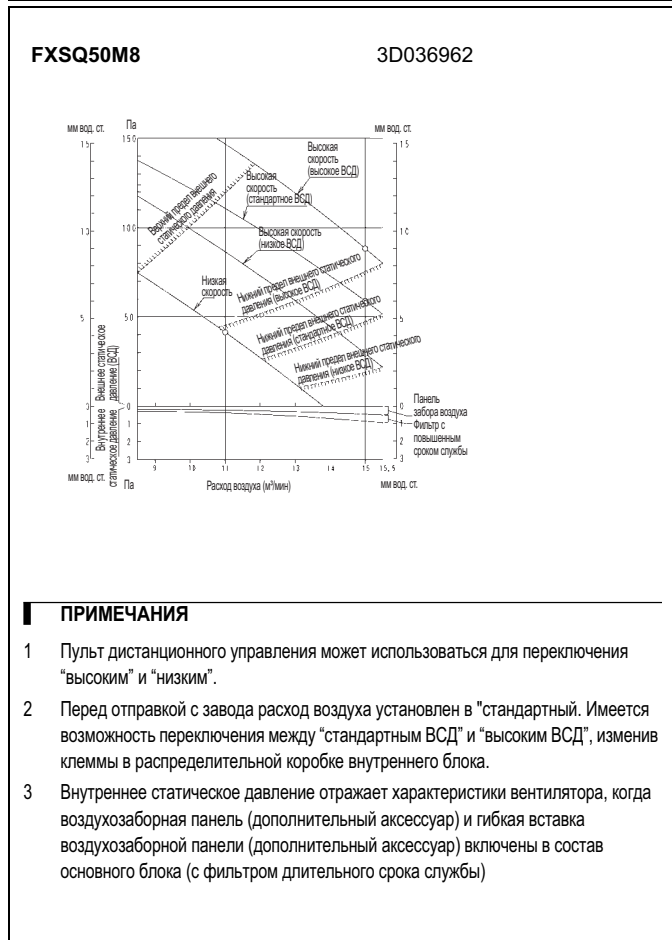 FXSQ50M8
3D036962
мм вод. ст.
Па
мм вод. ст.
15
150
15
Высокая
скорость
(высокое ВСД)
Верхний предел внешнего
статического давления
Высокая
скорость
(стандартное ВСД)
10
100
10
Высокая скорость
(низкое ВСД)
Низкая
скорость
Нижний предел внешнего статического
давления (высокое ВСД)
5
50
5
Нижний предел внешнего статического
давления (стандартное ВСД)
Нижний предел внешнего статического
давления (низкое ВСД)
Внешнее статическое
давление (ВСД)
Внутреннее
статическое давление
0
0
0
1
1
1
2
2
2
3
3
3
Панель
забора воздуха
Фильтр с
повышенным
сроком службы
9
10
11
12
13
14
15
15,5
мм вод. ст.
Па
Расход воздуха (м³/мин)
мм вод. ст.
ПРИМЕЧАНИЯ
1 Пульт дистанционного управления может использоваться для переключения
“высоким” и “низким”.
2 Перед отправкой с завода расход воздуха установлен в "стандартный. Имеется
возможность переключения между “стандартным ВСД” и “высоким ВСД”, изменив
клеммы в распределительной коробке внутреннего блока.
3 Внутреннее статическое давление отражает характеристики вентилятора, когда
воздухозаборная панель (дополнительный аксессуар) и гибкая вставка
воздухозаборной панели (дополнительный аксессуар) включены в состав
основного блока (с фильтром длительного срока службы)